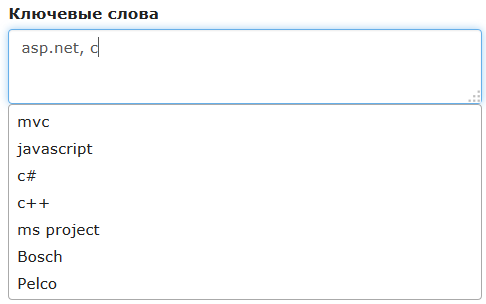 Ключевые слова
asp.net, c
mvc
javascript
c#
c++
ms project
Bosch
Pelco